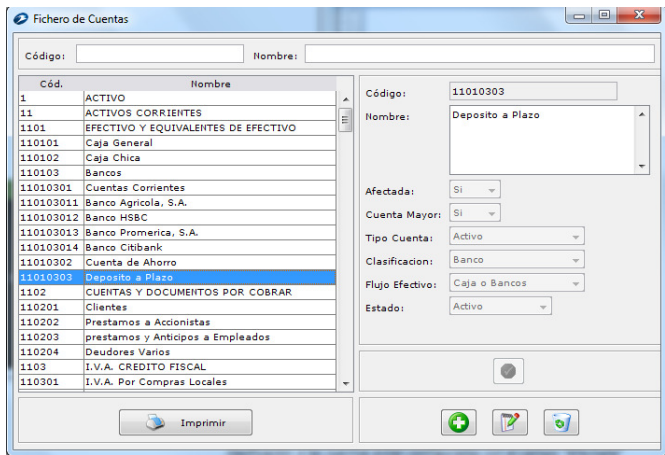 Fichero de Cuentas
Código: Nombre:
Cód. Nombre
1 ACTIVO
11 ACTIVOS CORRIENTES
1101 EFECTIVO Y EQUIVALENTES DE EFECTIVO
110101 Caja General
110102 Caja Chica
110103 Bancos
11010301 Cuentas Corrientes
110103011 Banco Agricola, S.A.
110103012 Banco HSBC
110103013 Banco Promerica, S.A.
110103014 Banco Citibank
11010302 Cuenta de Ahorro
11010303 Deposito a Plazo
1102 CUENTAS Y DOCUMENTOS POR COBRAR
110201 Clientes
110202 Prestamos a Accionistas
110203 prestamos y Anticipos a Empleados
110204 Deudores Varios
1103 I.V.A. CREDITO FISCAL
110301 I.V.A. Por Compras Locales
Imprimir
Código: 11010303
Nombre: Deposito a Plazo
Afectada: Si
Cuenta Mayor: Si
Tipo Cuenta: Activo
Clasificacion: Banco
Flujo Efectivo: Caja o Bancos
Estado: Activo